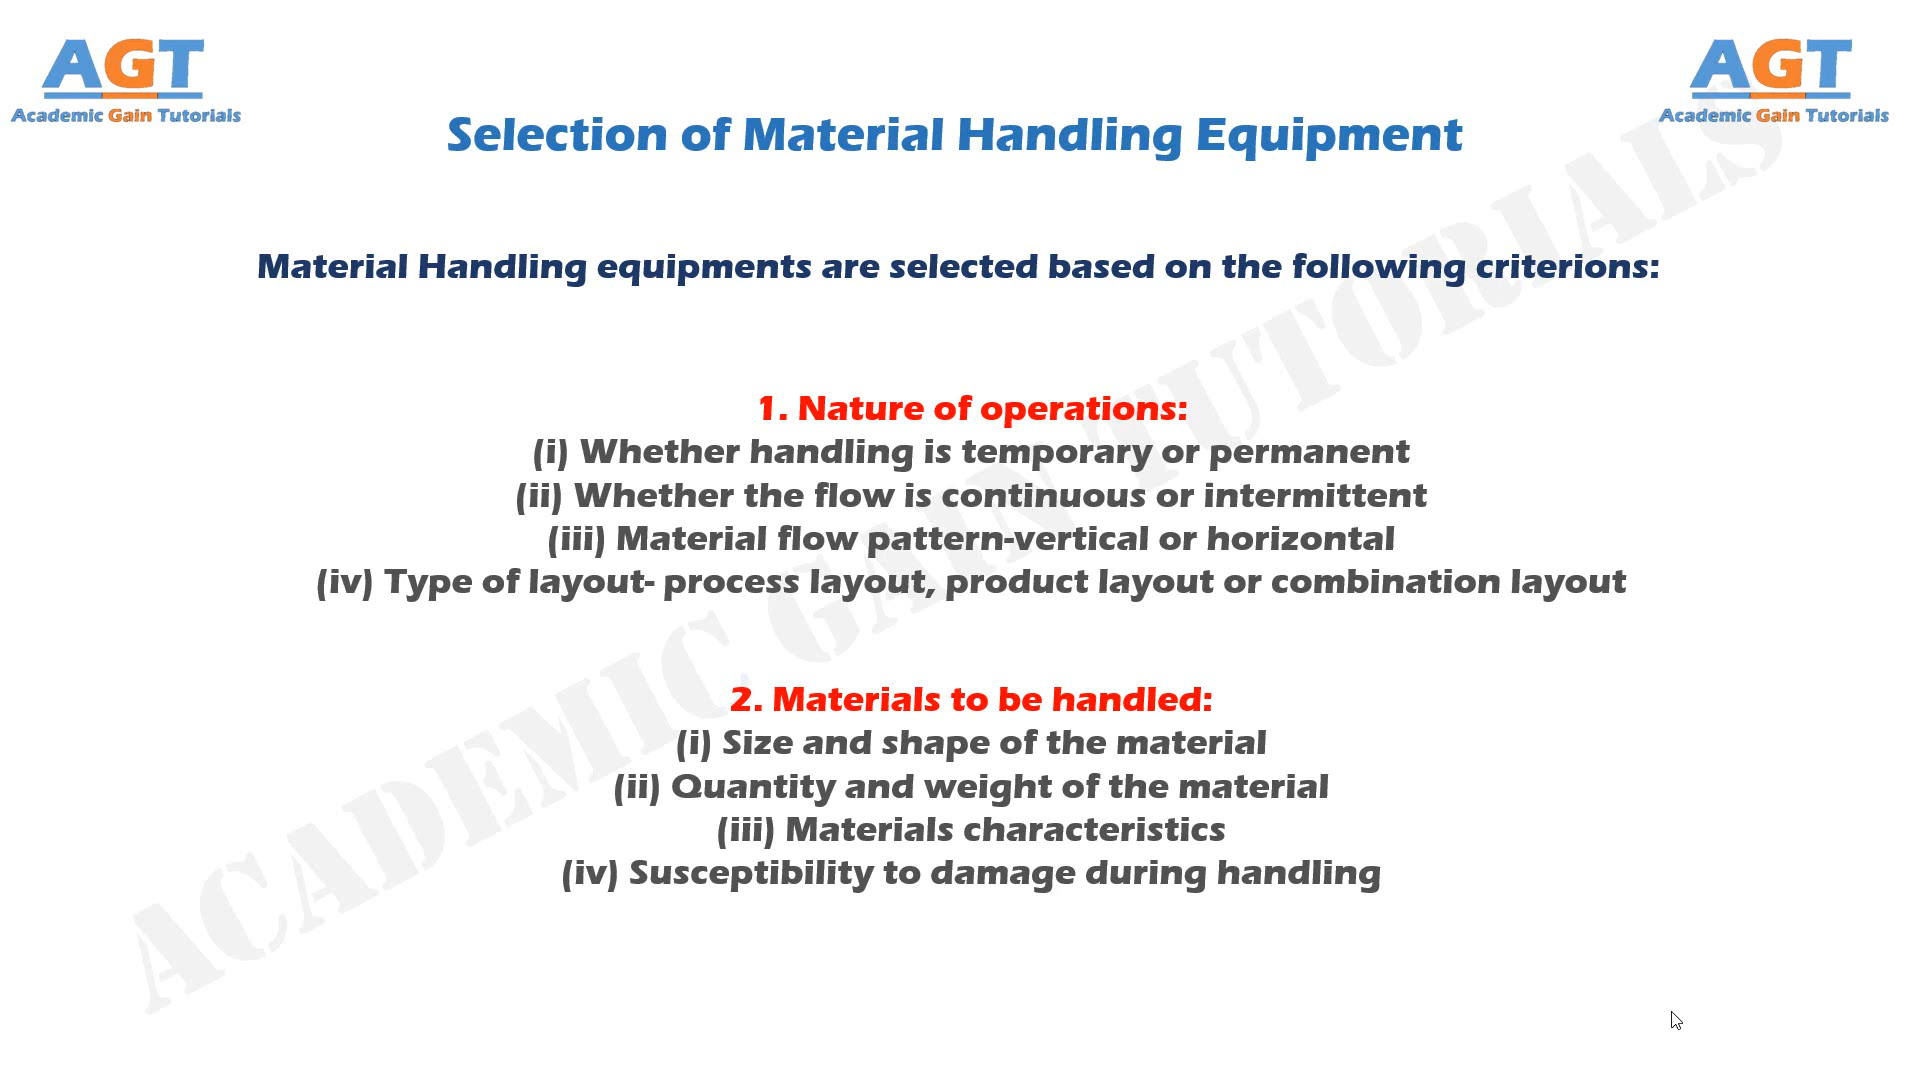 AGT
Academic Gain Tutorials
AGT
Academic Gain Tutorials
Selection of Material Handling Equipment
Material Handling equipments are selected based on the following criterions:
1. Nature of operations:
(i) Whether handling is temporary or permanent
(ii) Whether the flow is continuous or intermittent
(iii) Material flow pattern-vertical or horizontal
(iv) Type of layout- process layout, product layout or combination layout
2. Materials to be handled:
(i) Size and shape of the material
(ii) Quantity and weight of the material
(iii) Materials characteristics
(iv) Susceptibility to damage during handling
ACADEMIC GAIN TUTORIALS